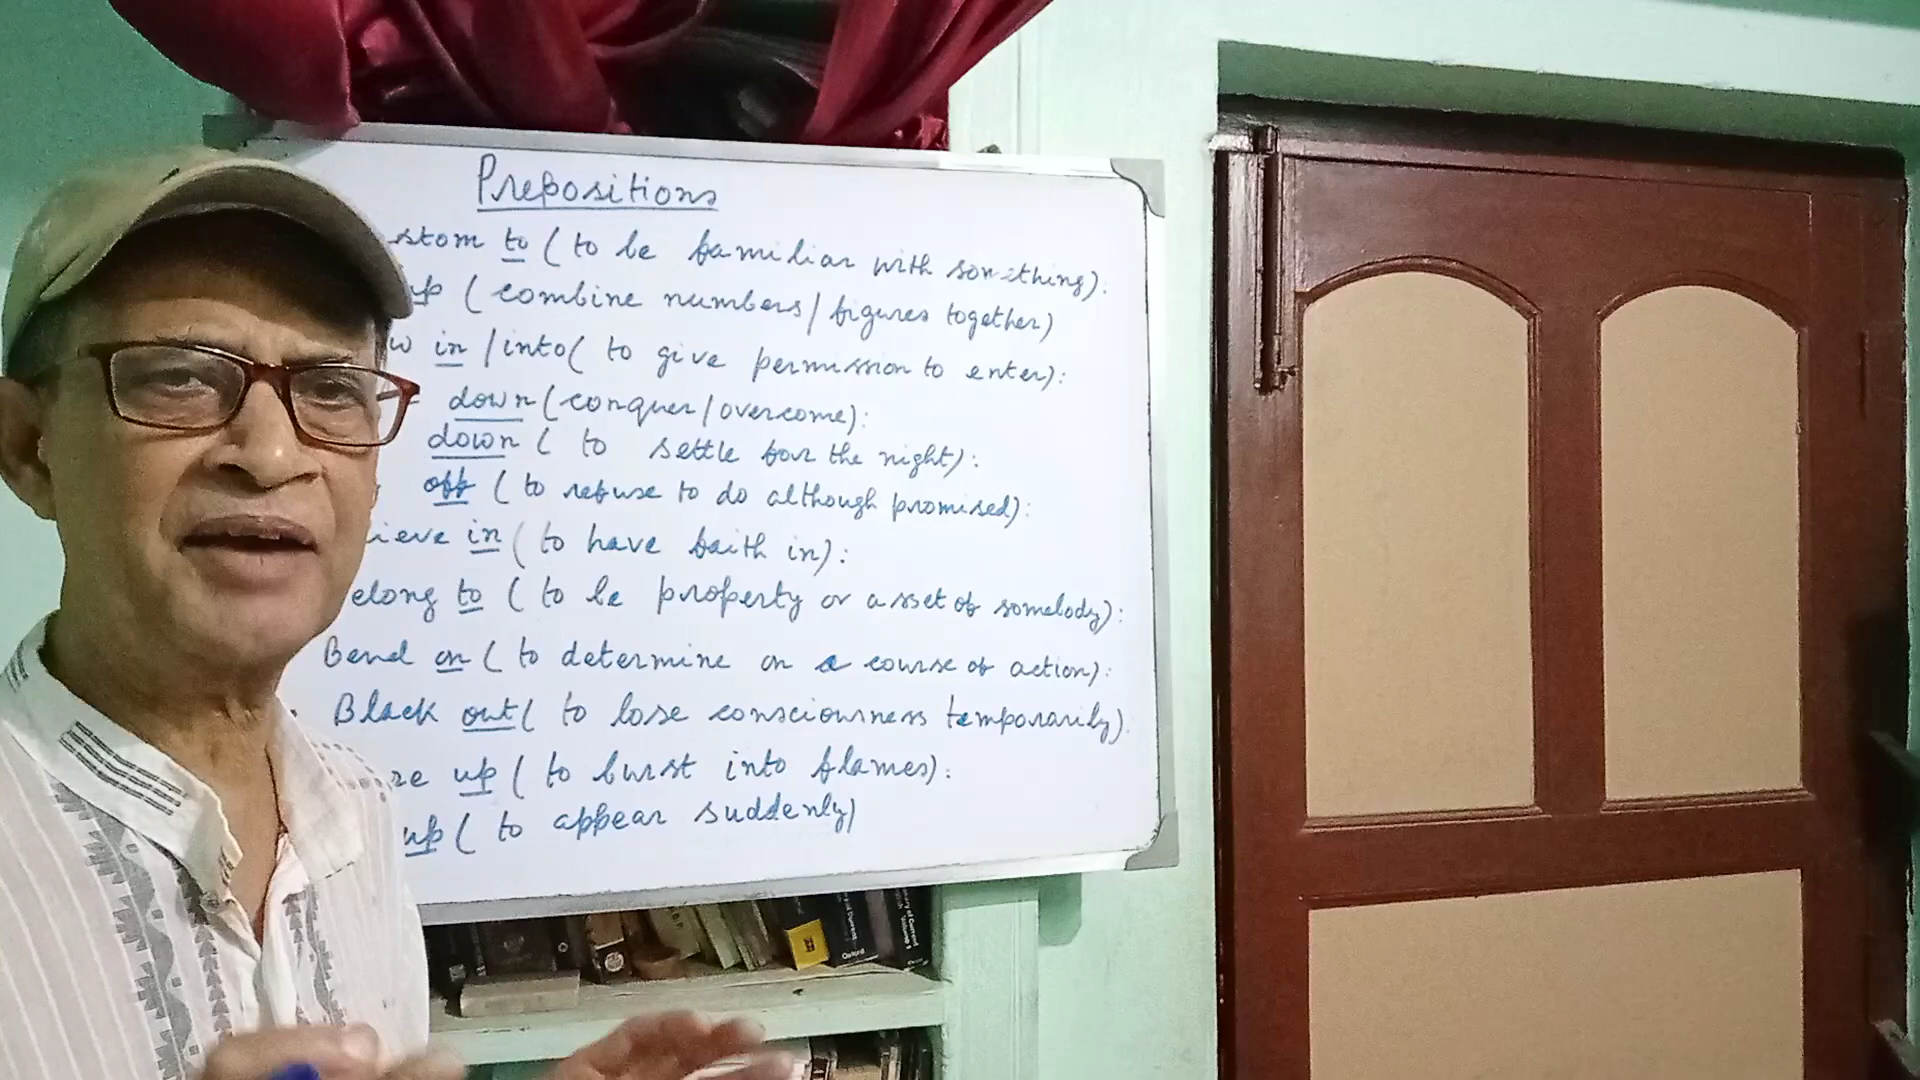 Prepositions
stom to ( to be familiar with something):
up ( combine numbers / figures together)
w in / into ( to give permission to enter):
down ( conquer / overcome):
down ( to settle for the night):
off ( to refuse to do although promised):
ieve in ( to have faith in):
elong to ( to be property or asset of somebody):
Bend on ( to determine on a course of action):
Black out ( to lose consciousness temporarily)
re up ( to burst into flames):
up ( to appear suddenly)
Oxford